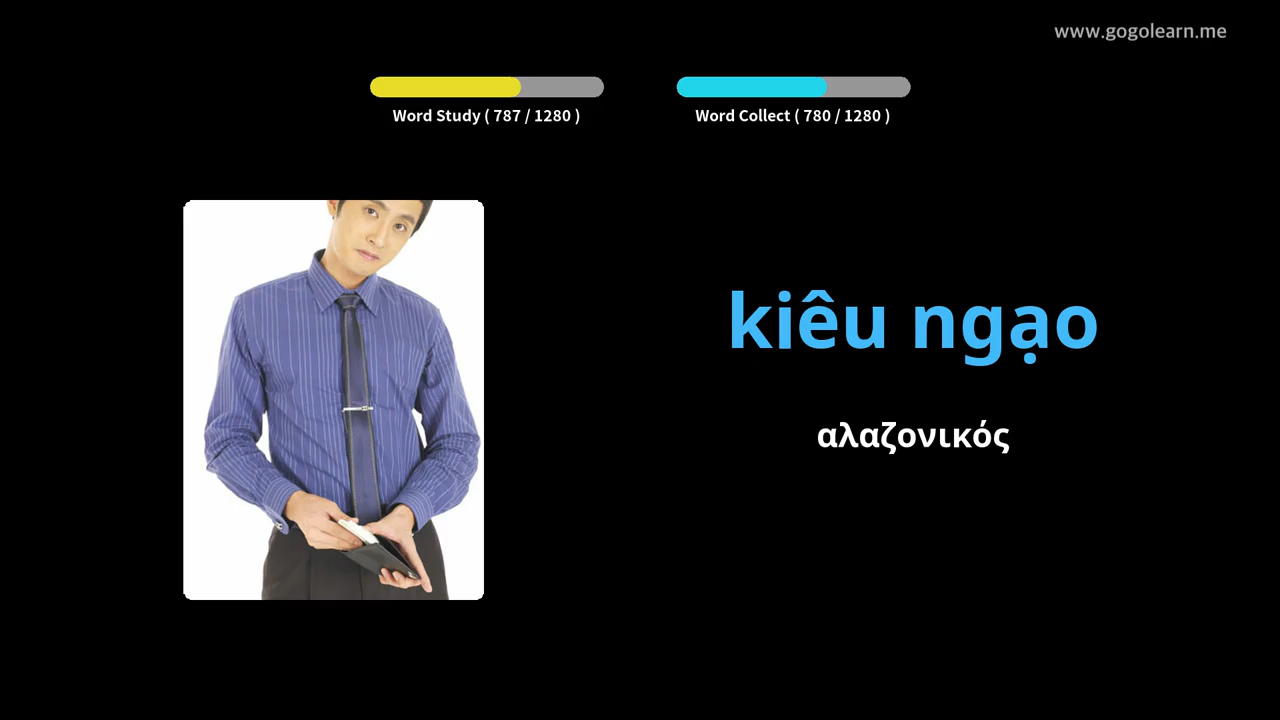 www.gogolearn.me
Word Study ( 787 / 1280 )
Word Collect ( 780 / 1280 )
kiêu ngạo
αλαζονικός